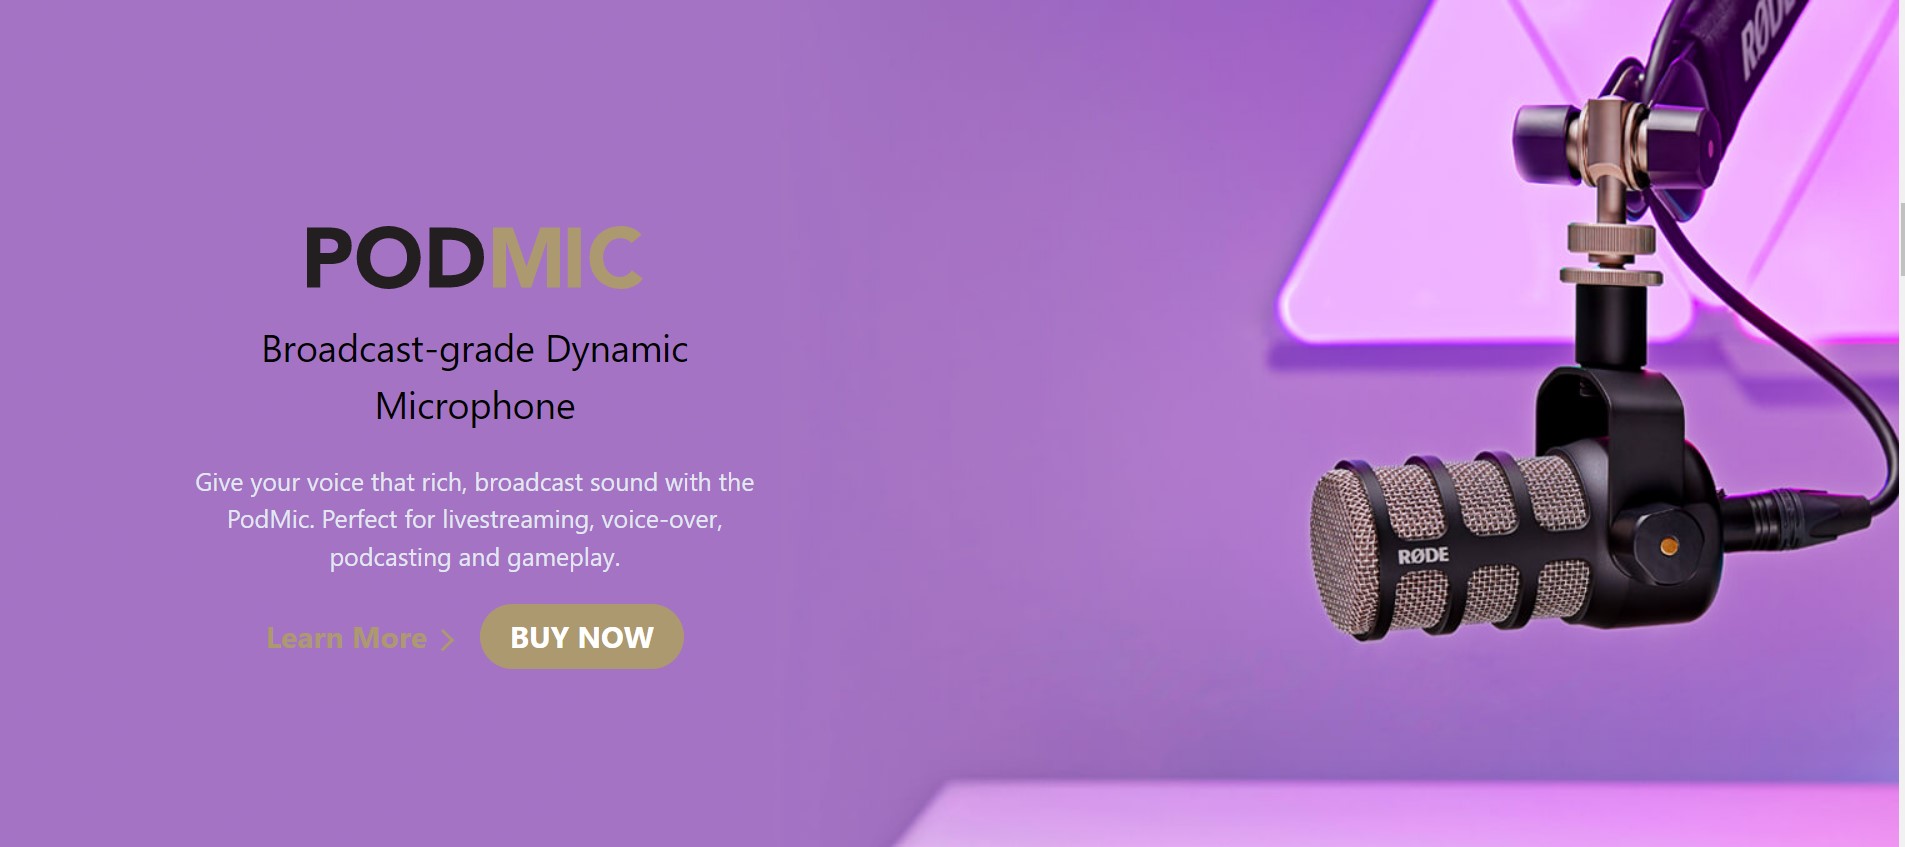 PODMIC
Broadcast-grade Dynamic
Microphone
Give your voice that rich, broadcast sound with the
PodMic. Perfect for livestreaming, voice-over,
podcasting and gameplay.
Learn More
BUY NOW
RØDE
RØDE